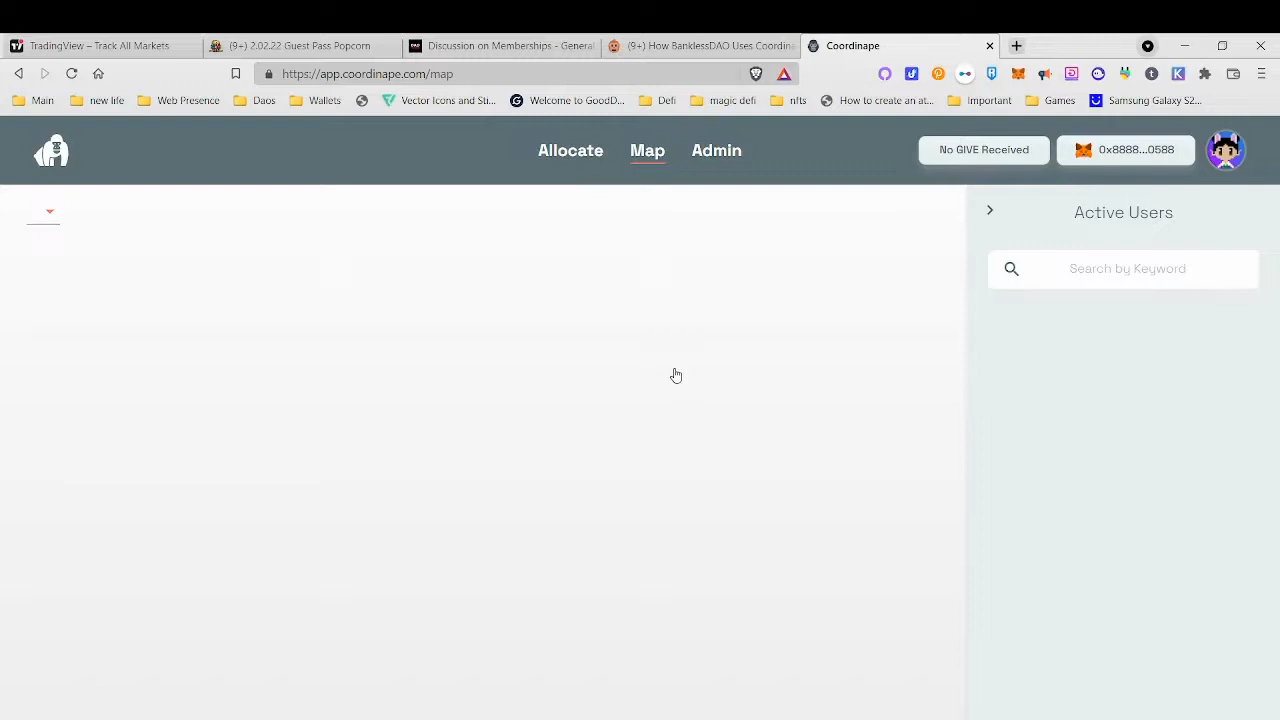 TradingView – Track All Markets
(9+) 2.02.22 Guest Pass Popcorn
Discussion on Memberships - General
(9+) How BanklessDAO Uses Coordina
Coordinape
https://app.coordinape.com/map
Main
new life
Web Presence
Daos
Wallets
Vector Icons and Sti...
Welcome to GoodD...
Defi
magic defi
nfts
How to create an at...
Important
Games
Samsung Galaxy S2...
Allocate
Map
Admin
No GIVE Received
0x8888...0588
Active Users
Search by Keyword